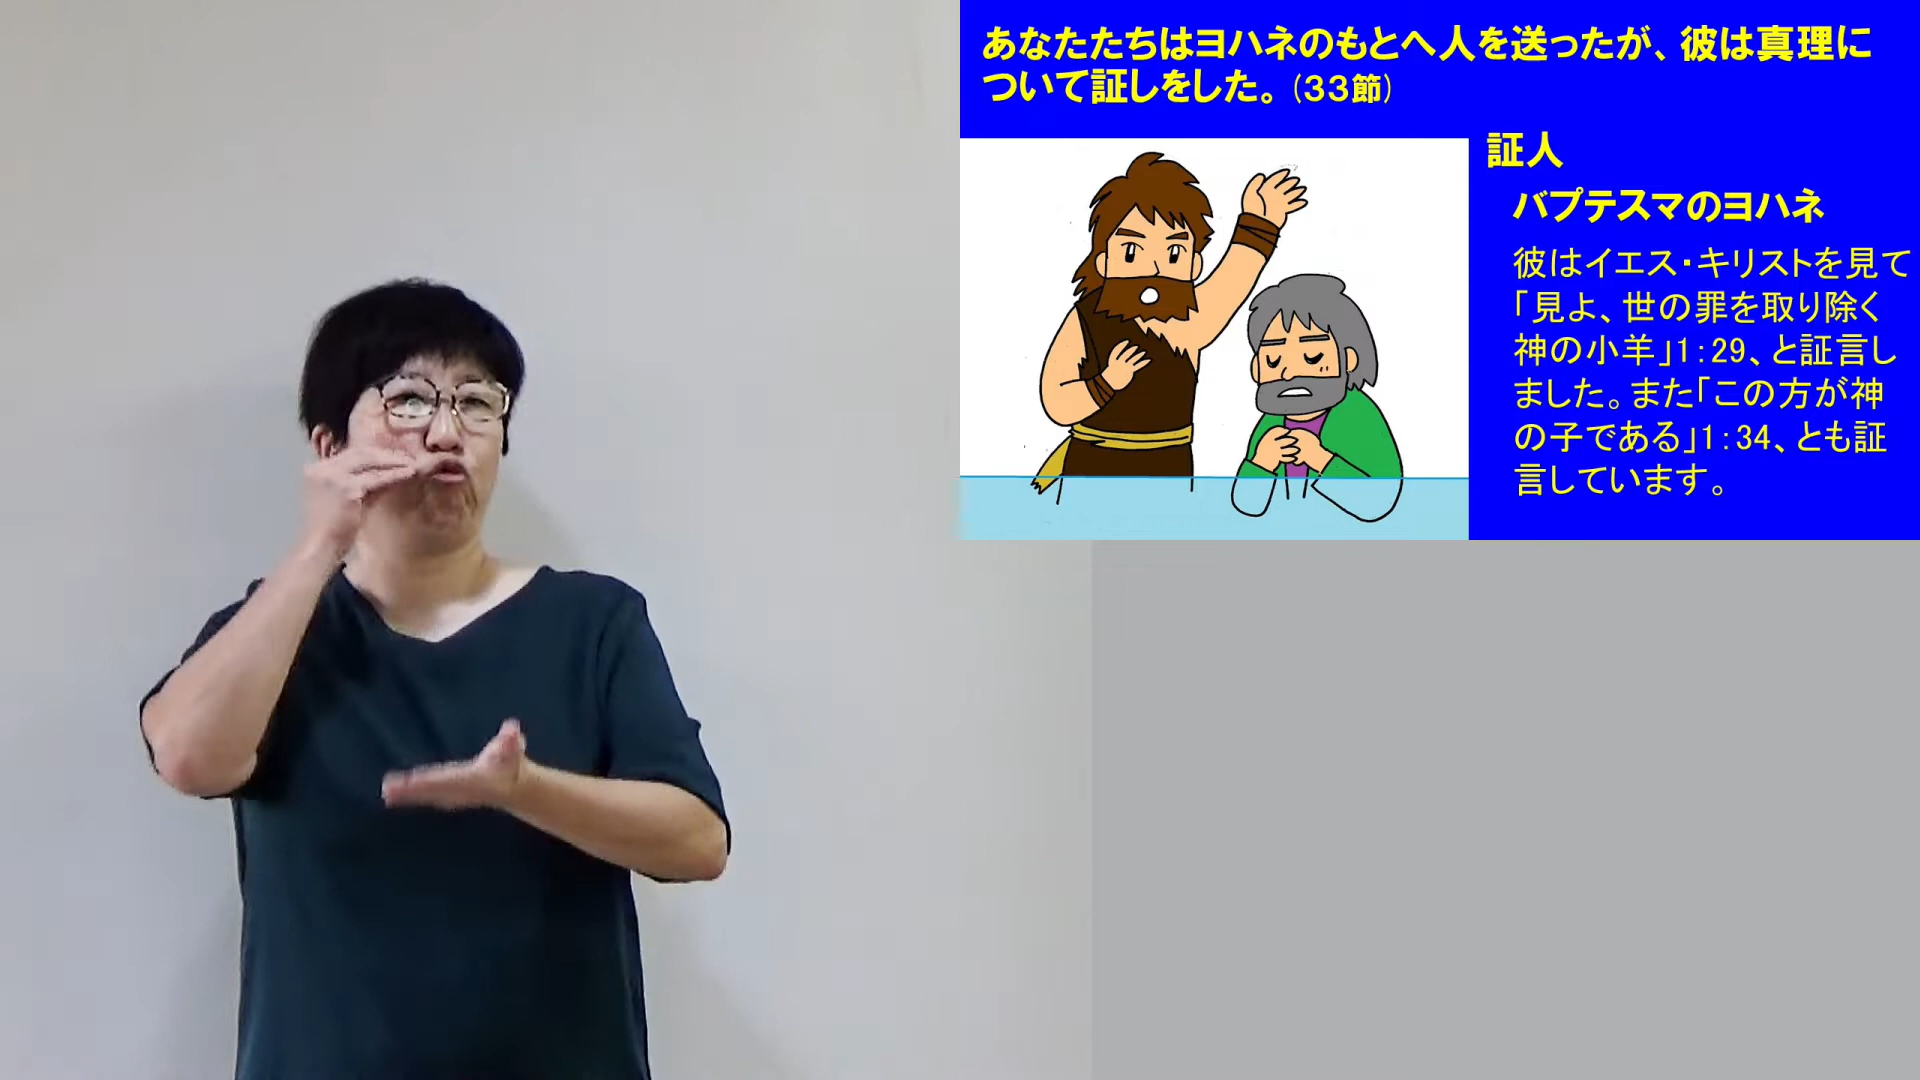 あなたたちはヨハネのもとへ人を送ったが、彼は真理に
ついて証しをした。(33節)
証人
バプテスマのヨハネ
彼はイエス・キリストを見て
「見よ、世の罪を取り除く
神の小羊」1:29、と証言し
ました。また「この方が神
の子である」1:34、とも証
言しています。